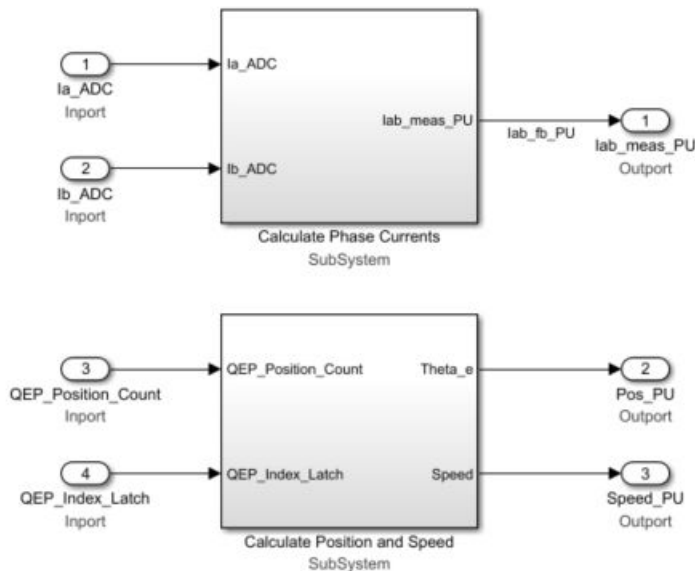 1
Ia_ADC
Inport
2
Ib_ADC
Inport
Ia_ADC
Ib_ADC
Iab_meas_PU
Calculate Phase Currents
SubSystem
Iab_fb_PU
1
Iab_meas_PU
Outport
3
QEP_Position_Count
Inport
4
QEP_Index_Latch
Inport
QEP_Position_Count
Theta_e
QEP_Index_Latch
Speed
Calculate Position and Speed
SubSystem
2
Pos_PU
Outport
3
Speed_PU
Outport